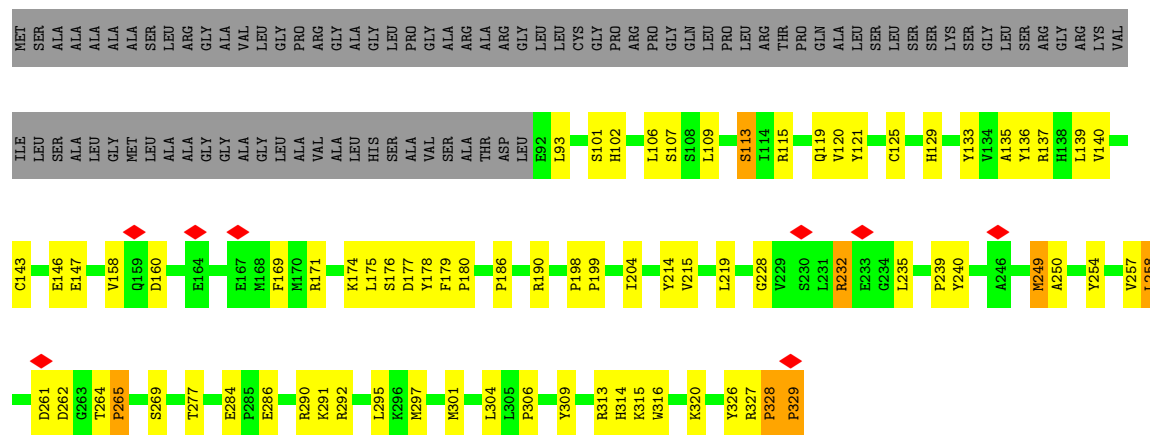 MET SER ALA ALA ALA ALA ALA SER LEU ARG GLY ALA VAL LEU GLY PRO ARG GLY ALA GLY LEU PRO GLY ALA ARG ALA ARG GLY LEU LEU CYS GLY PRO ARG PRO GLY GLN LEU PRO LEU ARG THR PRO GLN ALA LEU SER LEU SER SER LYS SER GLY LEU SER ARG GLY ARG LYS VAL
ILE LEU SER ALA LEU GLY MET LEU ALA ALA GLY GLY ALA GLY LEU ALA VAL ALA LEU HIS SER ALA VAL SER ALA THR ASP LEU E92 L93 S101 H102 L106 S107 S108 L109 S113 I114 R115 Q119 V120 Y121 C125 H129 Y133 V134 A135 Y136 R137 H138 L139 V140
C143 E146 E147 V158 Q159 D160 E164 E167 M168 F169 M170 R171 K174 L175 S176 D177 Y178 F179 P180 P186 R190 P198 P199 I204 Y214 V215 L219 G228 V229 S230 L231 R232 E233 G234 L235 P239 Y240 A246 M249 A250 Y254 V257 L258
D261 D262 G263 T264 P265 S269 T277 E284 P285 E286 R290 K291 R292 L295 K296 M297 M301 L304 L305 P306 Y309 R313 H314 K315 W316 K320 Y326 R327 P328 P329